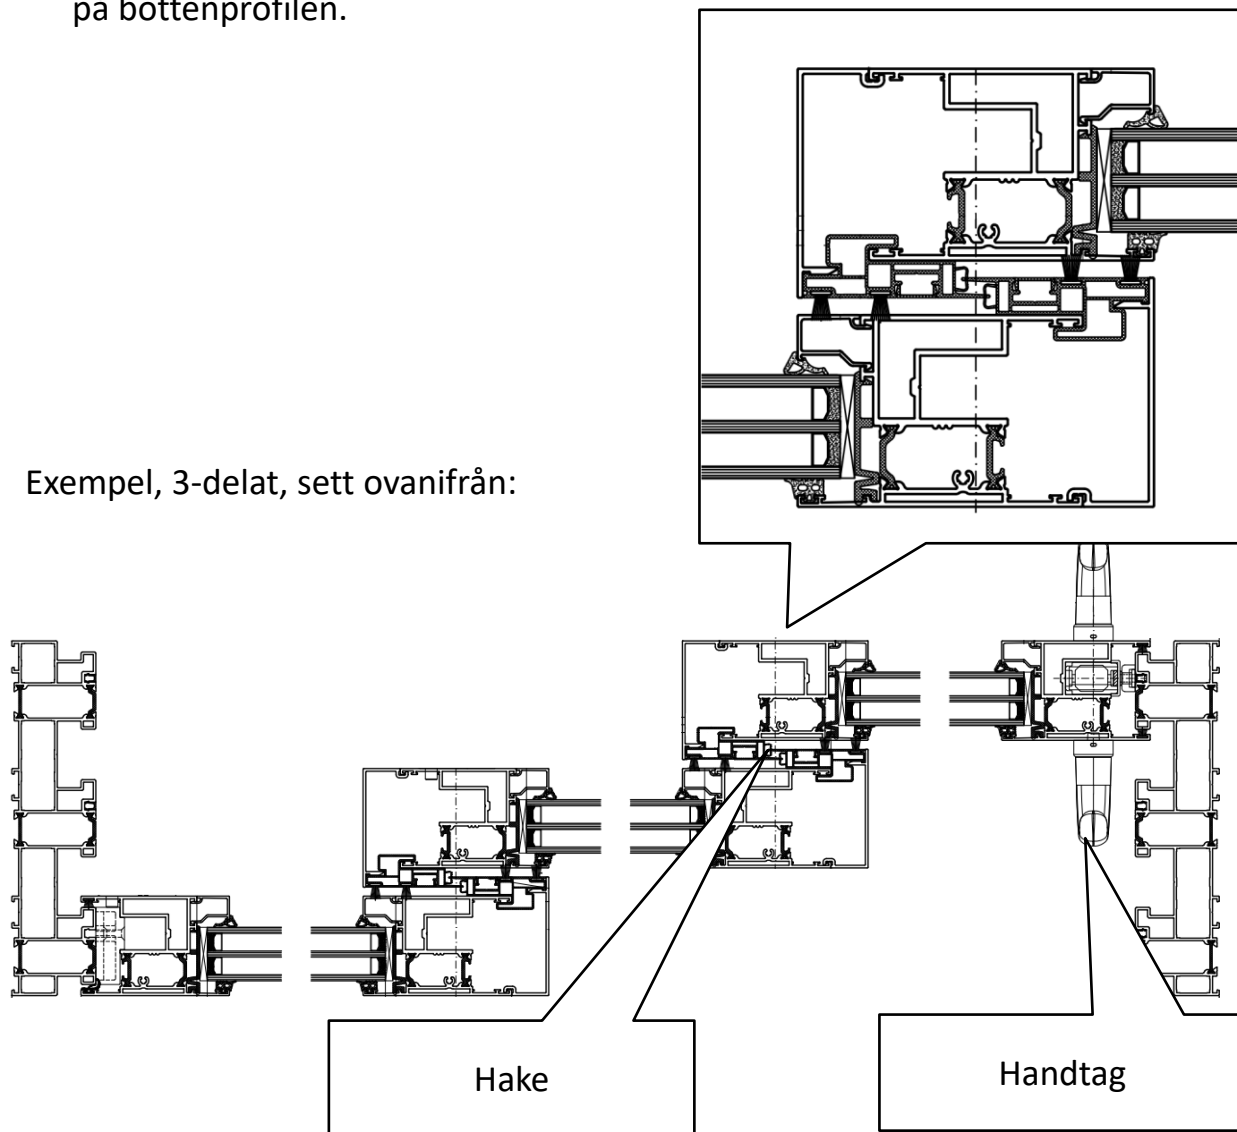 på bottenprofilen.
Exempel, 3-delat, sett ovanifrån:
Hake
Handtag